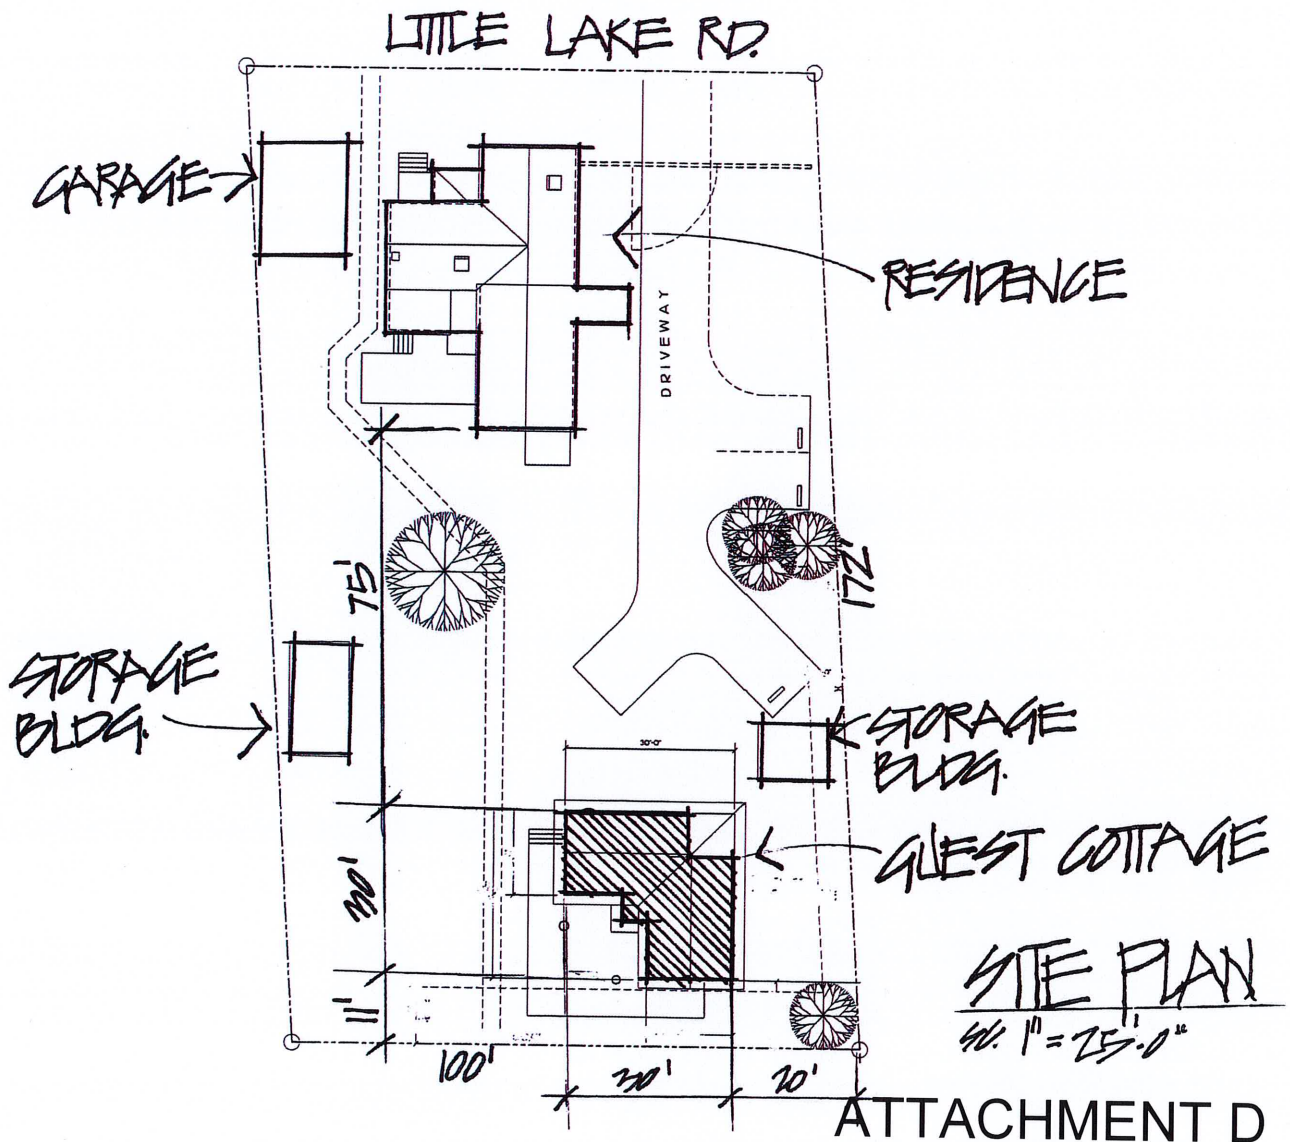 LITTLE LAKE RD.
GARAGE
RESIDENCE
DRIVEWAY
75'
172'
STORAGE
BLDG.
STORAGE
BLDG.
30'-0"
GUEST COTTAGE
30'
11'
SITE PLAN
SC. 1" = 25'-0"
100'
30'
20'
ATTACHMENT D